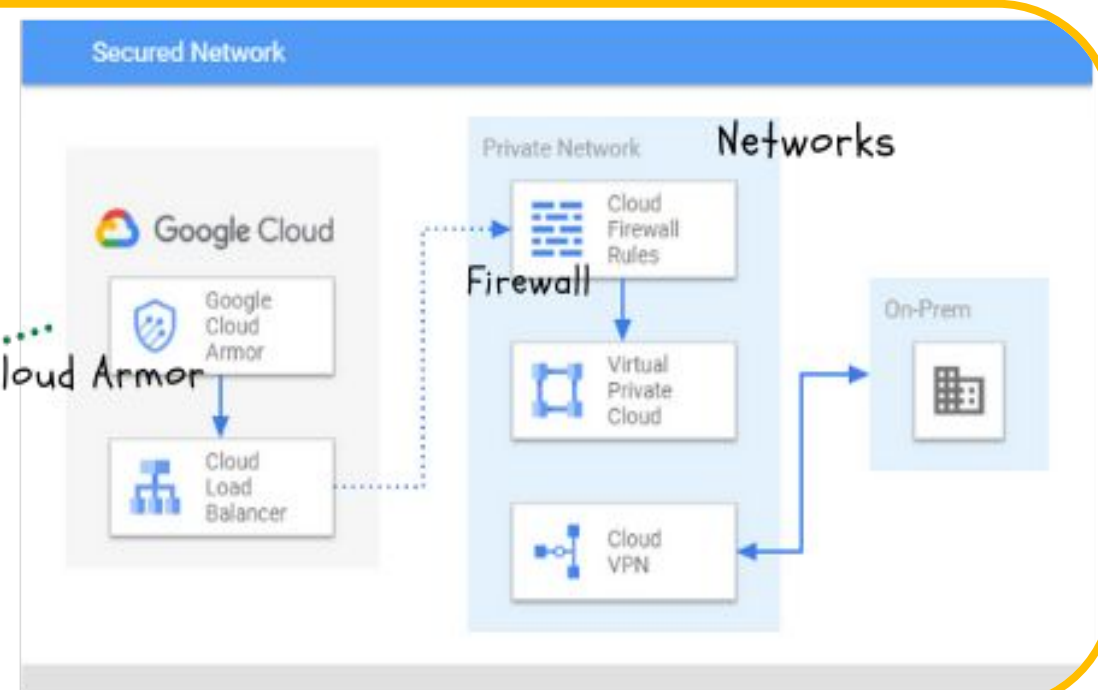 Secured Network
Google Cloud
Google
Cloud
Armor
loud Armor
Cloud
Load
Balancer
Private Network
Networks
Cloud
Firewall
Rules
Firewall
Virtual
Private
Cloud
Cloud
VPN
On-Prem